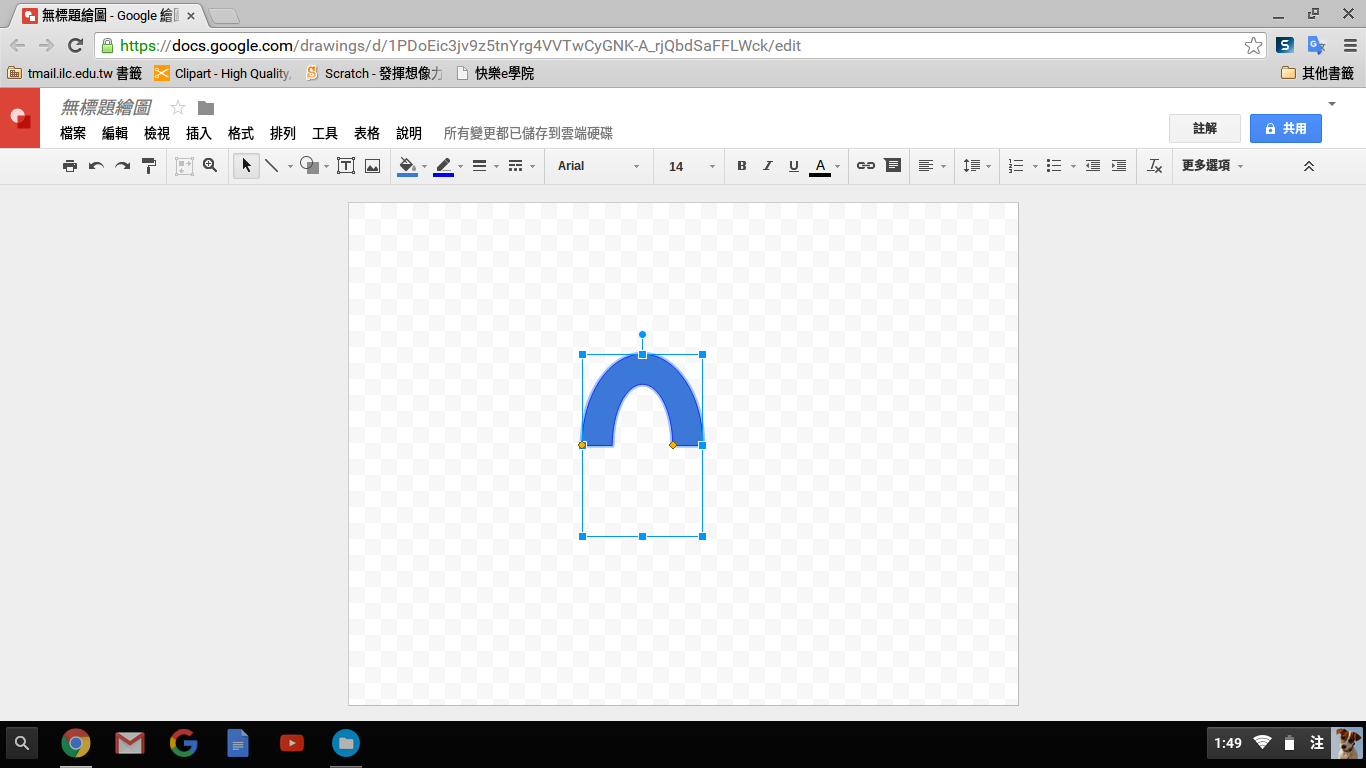 無標題繪圖 - Google 繪圖
https://docs.google.com/drawings/d/1PDoEic3jv9z5tnYrg4VVTwCyGNK-A_rjQbdSaFFLWck/edit
tmail.ilc.edu.tw 書籤 Clipart - High Quality, Scratch - 發揮想像力 快樂e學院 其他書籤
無標題繪圖
檔案 編輯 檢視 插入 格式 排列 工具 表格 說明 所有變更都已儲存到雲端硬碟
註解 共用
Arial 14 B I U A 更多選項
1:49 注